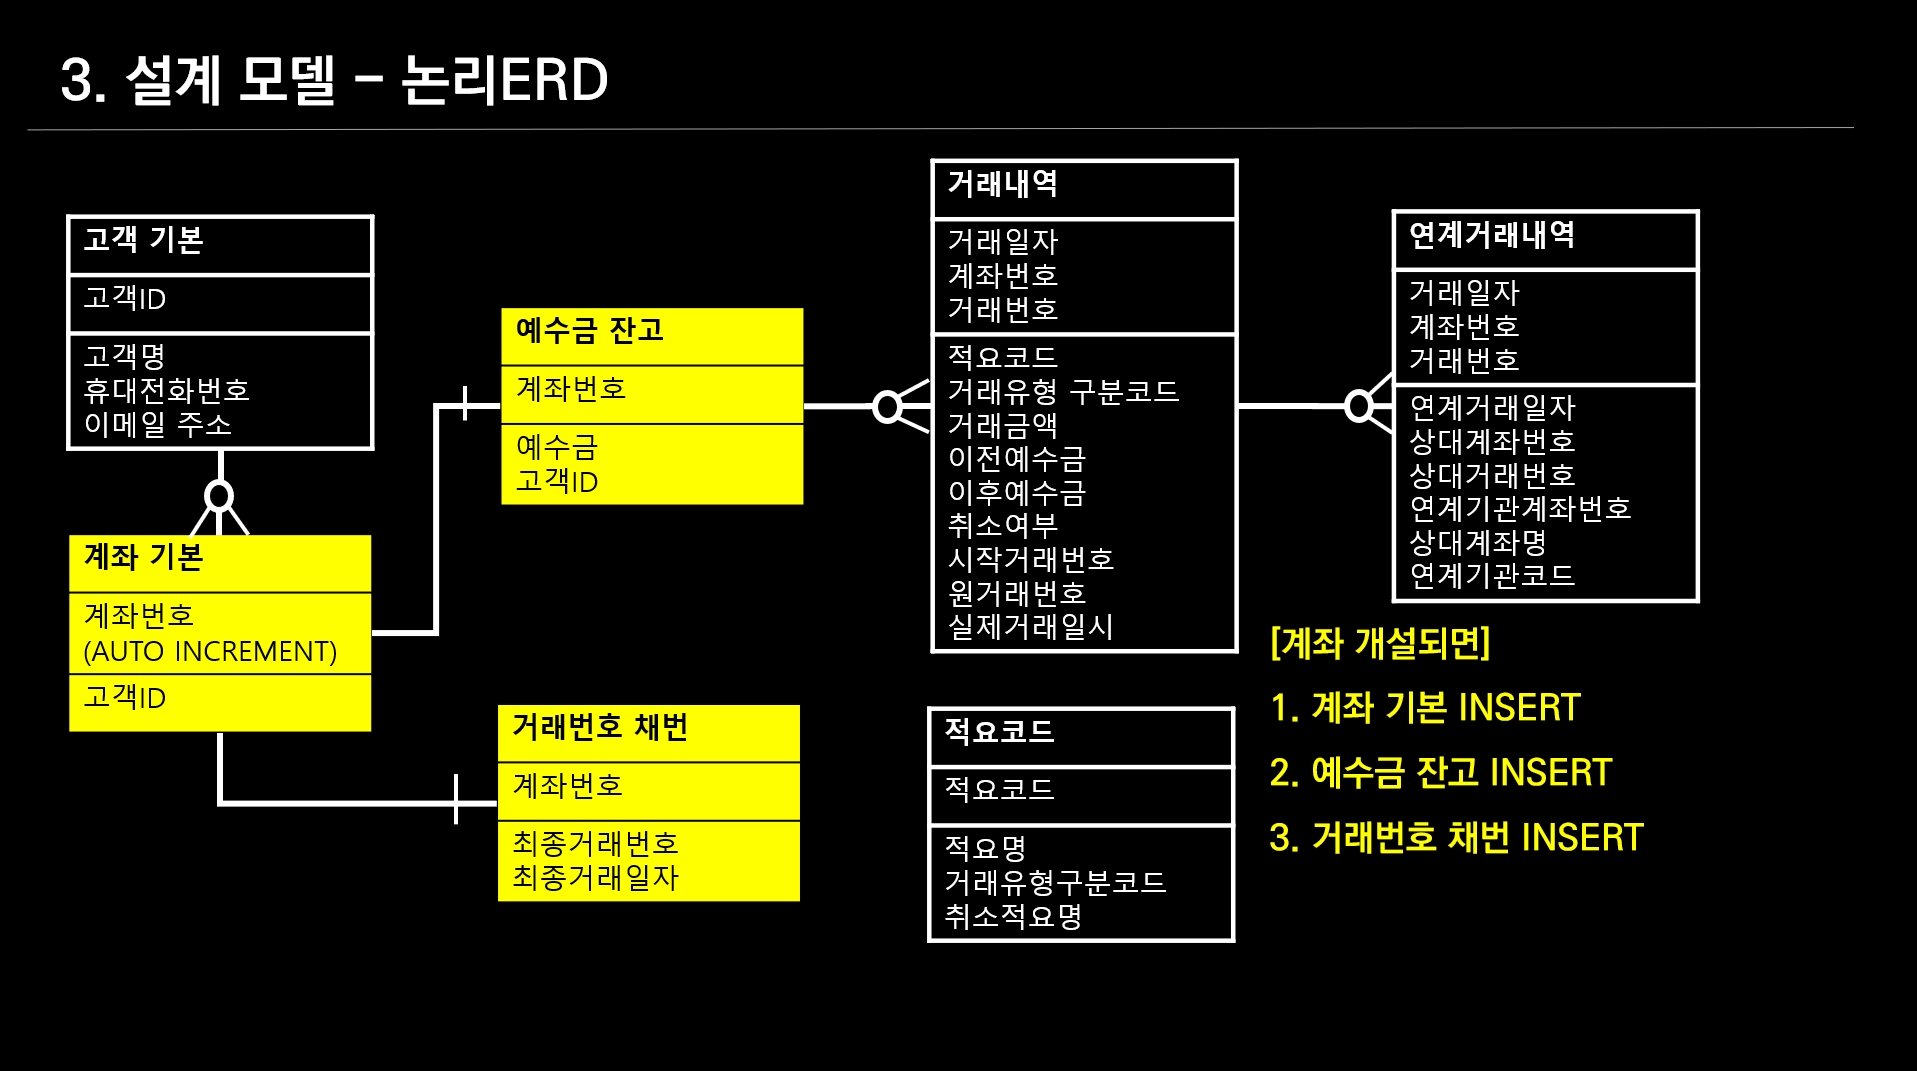 3. 설계 모델 – 논리ERD
고객 기본
고객ID
고객명
휴대전화번호
이메일 주소
계좌 기본
계좌번호
(AUTO INCREMENT)
고객ID
예수금 잔고
계좌번호
예수금
고객ID
거래번호 채번
계좌번호
최종거래번호
최종거래일자
거래내역
거래일자
계좌번호
거래번호
적요코드
거래유형 구분코드
거래금액
이전예수금
이후예수금
취소여부
시작거래번호
원거래번호
실제거래일시
적요코드
적요코드
적요명
거래유형구분코드
취소적요명
연계거래내역
거래일자
계좌번호
거래번호
연계거래일자
상대계좌번호
상대거래번호
연계기관계좌번호
상대계좌명
연계기관코드
[계좌 개설되면]
1. 계좌 기본 INSERT
2. 예수금 잔고 INSERT
3. 거래번호 채번 INSERT